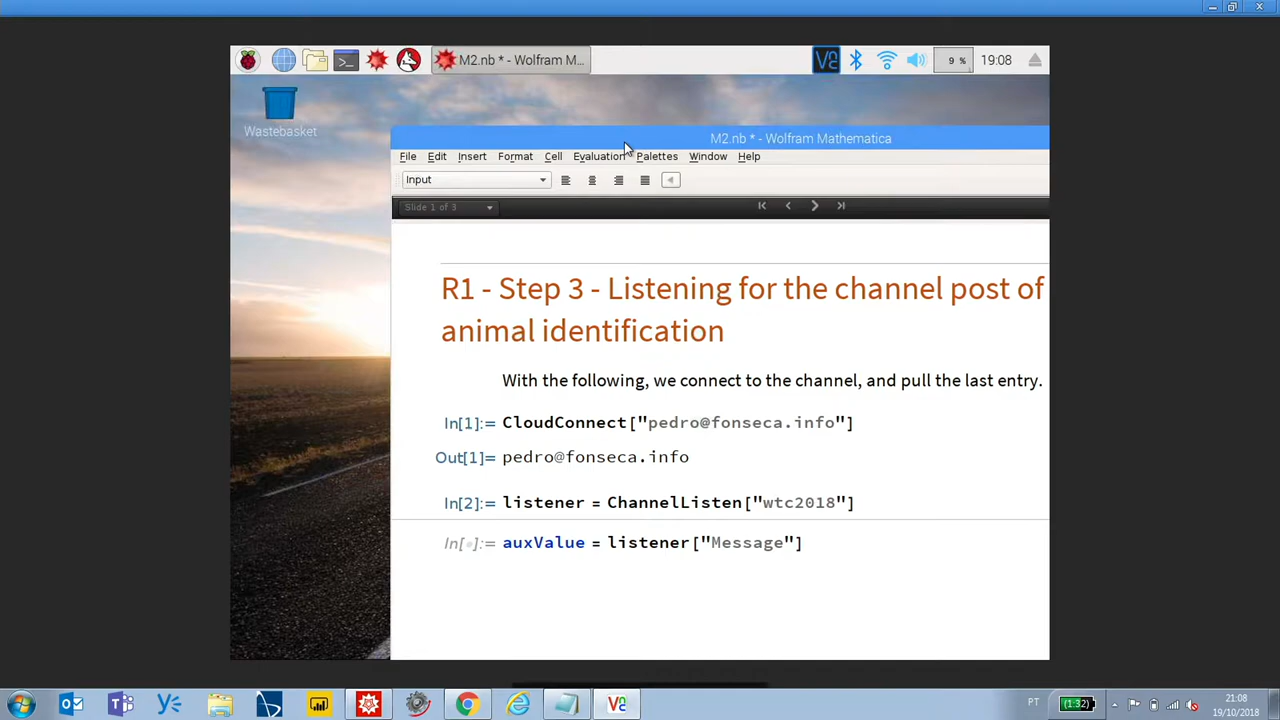 M2.nb * - Wolfram M...
9 %
19:08
Wastebasket
M2.nb * - Wolfram Mathematica
File Edit Insert Format Cell Evaluation Palettes Window Help
Input
Slide 1 of 3
R1 - Step 3 - Listening for the channel post of
animal identification
With the following, we connect to the channel, and pull the last entry.
In[1]:= CloudConnect["pedro@fonseca.info"]
Out[1]= pedro@fonseca.info
In[2]:= listener = ChannelListen["wtc2018"]
In[∘]:= auxValue = listener["Message"]
PT
(1:32)
21:08
19/10/2018